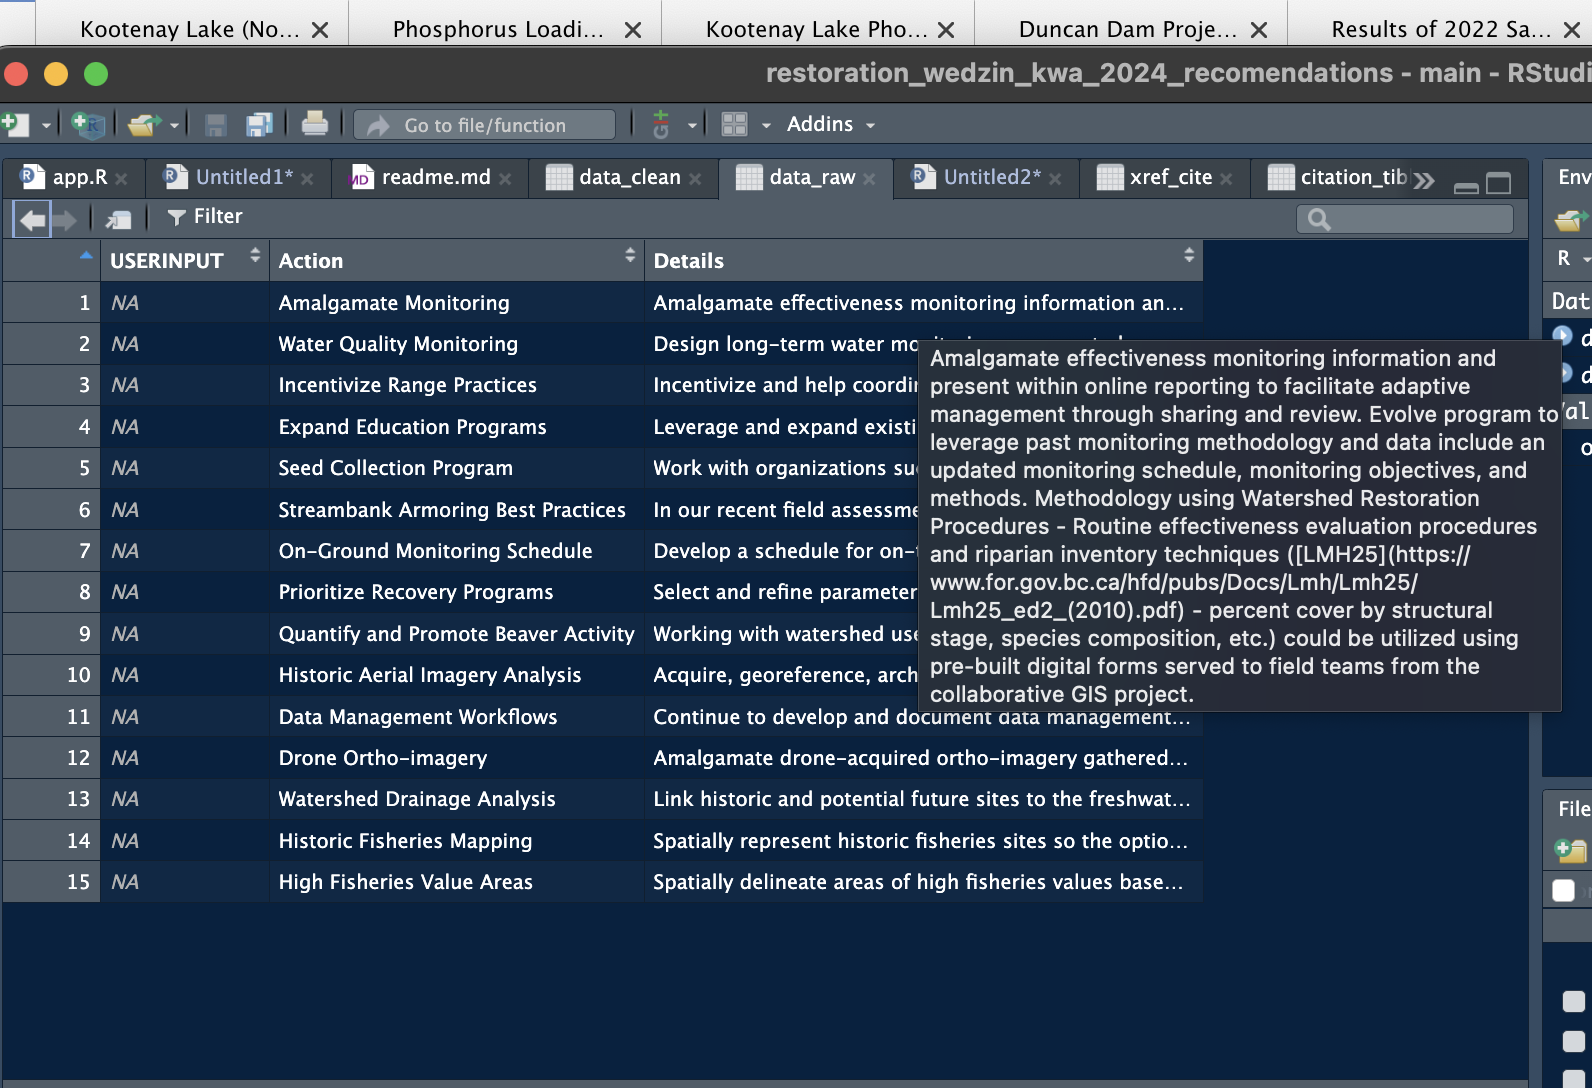 Kootenay Lake (No... Phosphorus Loadi... Kootenay Lake Pho... Duncan Dam Proje... Results of 2022 Sa...
restoration_wedzin_kwa_2024_recomendations - main - RStudi
Go to file/function Addins
app.R Untitled1* readme.md data_clean data_raw Untitled2* xref_cite citation_tib Env
Filter
R
USERINPUT Action Details
Dat
1 NA Amalgamate Monitoring Amalgamate effectiveness monitoring information an...
2 NA Water Quality Monitoring Design long-term water
3 NA Incentivize Range Practices Incentivize and help
4 NA Expand Education Programs Leverage and expand
5 NA Seed Collection Program Work with organizations
6 NA Streambank Armoring Best Practices In our recent field
7 NA On-Ground Monitoring Schedule Develop a schedule for
8 NA Prioritize Recovery Programs Select and refine
9 NA Quantify and Promote Beaver Activity Working with watershed
10 NA Historic Aerial Imagery Analysis Acquire, georeference,
11 NA Data Management Workflows Continue to develop and document data management...
12 NA Drone Ortho-imagery Amalgamate drone-acquired ortho-imagery gathered...
13 NA Watershed Drainage Analysis Link historic and potential future sites to the freshwat...
14 NA Historic Fisheries Mapping Spatially represent historic fisheries sites so the optio...
15 NA High Fisheries Value Areas Spatially delineate areas of high fisheries values base...
Amalgamate effectiveness monitoring information and
present within online reporting to facilitate adaptive
management through sharing and review. Evolve program to
leverage past monitoring methodology and data include an
updated monitoring schedule, monitoring objectives, and
methods. Methodology using Watershed Restoration
Procedures - Routine effectiveness evaluation procedures
and riparian inventory techniques ([LMH25](https://
www.for.gov.bc.ca/hfd/pubs/Docs/Lmh/Lmh25/
Lmh25_ed2_(2010).pdf) - percent cover by structural
stage, species composition, etc.) could be utilized using
pre-built digital forms served to field teams from the
collaborative GIS project.
File